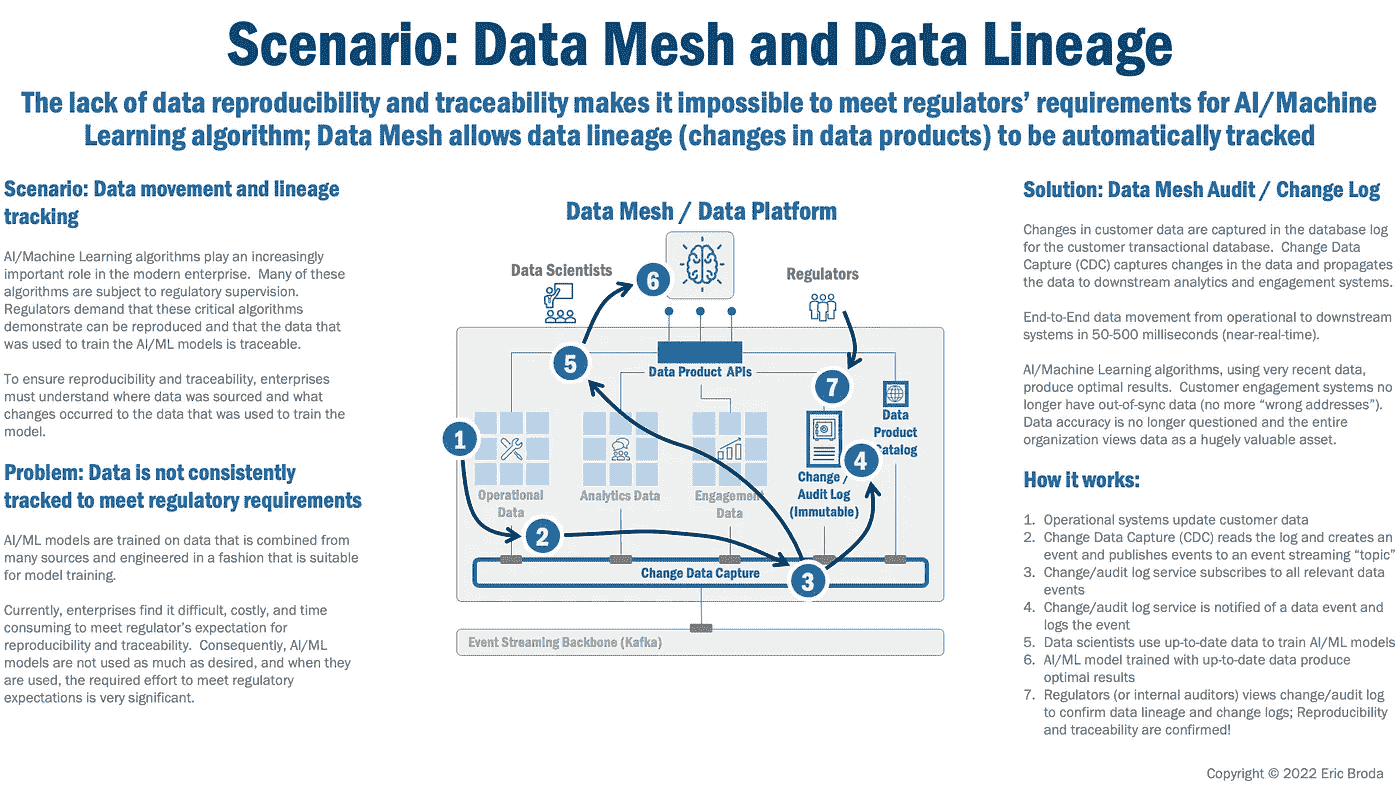 Scenario: Data Mesh and Data Lineage
The lack of data reproducibility and traceability makes it impossible to meet regulators’ requirements for AI/Machine
Learning algorithm; Data Mesh allows data lineage (changes in data products) to be automatically tracked
Scenario: Data movement and lineage
tracking
AI/Machine Learning algorithms play an increasingly
important role in the modern enterprise. Many of these
algorithms are subject to regulatory supervision.
Regulators demand that these critical algorithms
demonstrate can be reproduced and that the data that
was used to train the AI/ML models is traceable.
To ensure reproducibility and traceability, enterprises
must understand where data was sourced and what
changes occurred to the data that was used to train the
model.
Problem: Data is not consistently
tracked to meet regulatory requirements
AI/ML models are trained on data that is combined from
many sources and engineered in a fashion that is suitable
for model training.
Currently, enterprises find it difficult, costly, and time
consuming to meet regulator’s expectation for
reproducibility and traceability. Consequently, AI/ML
models are not used as much as desired, and when they
are used, the required effort to meet regulatory
expectations is very significant.
Data Mesh / Data Platform
Data Scientists
Regulators
6
5
Data Product APIs
7
Data
Product
Catalog
1
4
Operational
Data
Analytics Data
Engagement
Data
Change /
Audit Log
(Immutable)
2
Change Data Capture
3
Event Streaming Backbone (Kafka)
Solution: Data Mesh Audit / Change Log
Changes in customer data are captured in the database log
for the customer transactional database. Change Data
Capture (CDC) captures changes in the data and propagates
the data to downstream analytics and engagement systems.
End-to-End data movement from operational to downstream
systems in 50-500 milliseconds (near-real-time).
AI/Machine Learning algorithms, using very recent data,
produce optimal results. Customer engagement systems no
longer have out-of-sync data (no more “wrong addresses”).
Data accuracy is no longer questioned and the entire
organization views data as a hugely valuable asset.
How it works:
1. Operational systems update customer data
2. Change Data Capture (CDC) reads the log and creates an
event and publishes events to an event streaming “topic”
3. Change/audit log service subscribes to all relevant data
events
4. Change/audit log service is notified of a data event and
logs the event
5. Data scientists use up-to-date data to train AI/ML models
6. AI/ML model trained with up-to-date data produce
optimal results
7. Regulators (or internal auditors) views change/audit log
to confirm data lineage and change logs; Reproducibility
and traceability are confirmed!
Copyright © 2022 Eric Broda